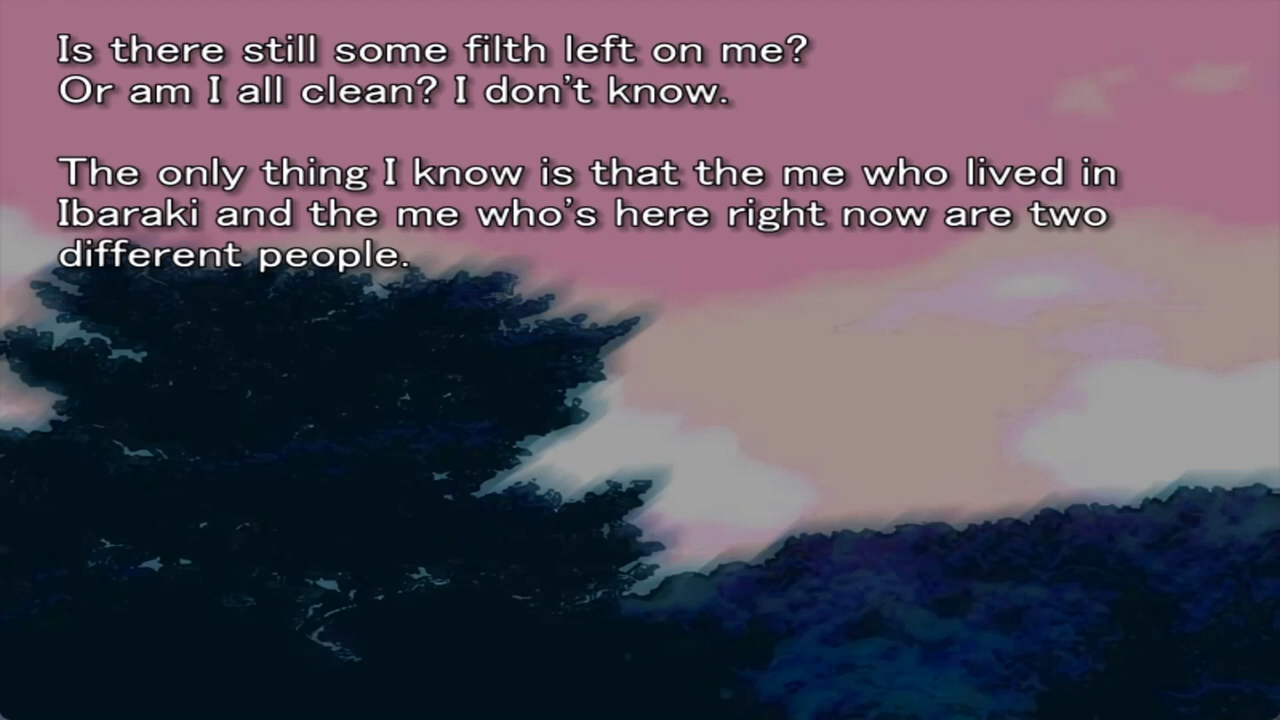 Is there still some filth left on me?
Or am I all clean? I don't know.
The only thing I know is that the me who lived in
Ibaraki and the me who's here right now are two
different people.